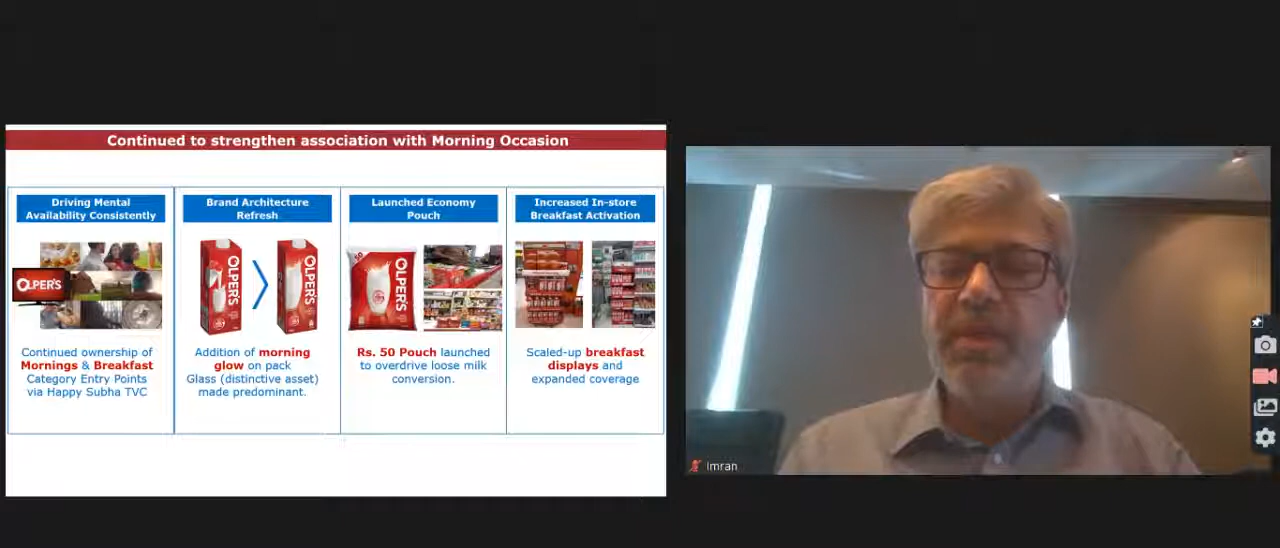 Continued to strengthen association with Morning Occasion
Driving Mental
Availability Consistently
OLPER'S
Continued ownership of
Mornings & Breakfast
Category Entry Points
via Happy Subha TVC
Brand Architecture
Refresh
OLPER'S
OLPER'S
Addition of morning
glow on pack
Glass (distinctive asset)
made predominant.
Launched Economy
Pouch
50
OLPER'S
Rs. 50 Pouch launched
to overdrive loose milk
conversion.
Increased In-store
Breakfast Activation
Scaled-up breakfast
displays and
expanded coverage
Imran